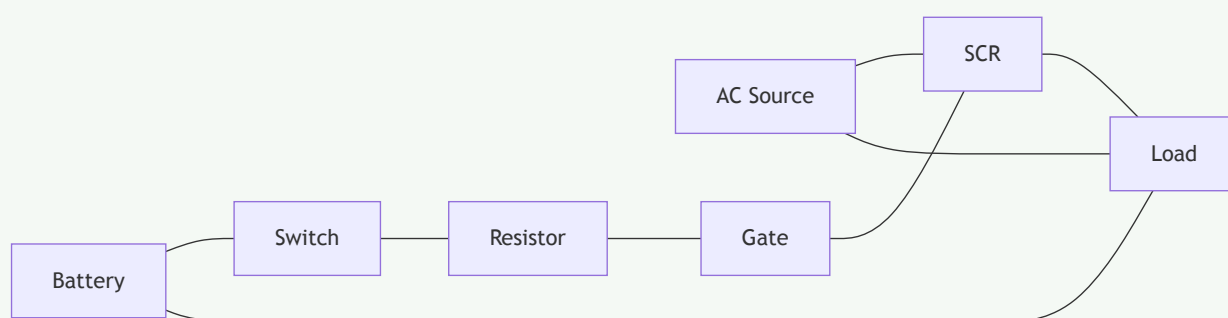 SCR
AC Source
Load
Switch
Resistor
Gate
Battery